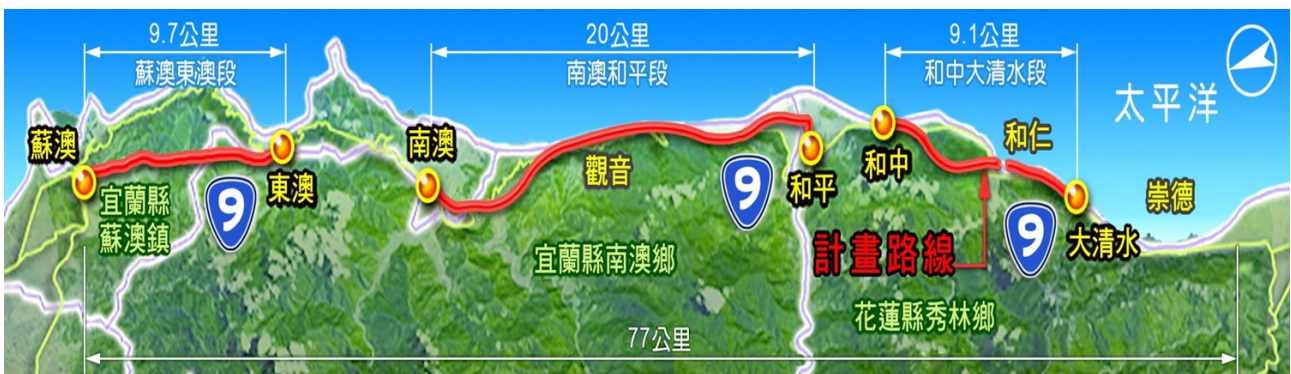 9.7公里
蘇澳東澳段
20公里
南澳和平段
9.1公里
和中大清水段
太平洋
蘇澳
東澳
南澳
觀音
和平
和中
和仁
大清水
崇德
宜蘭縣
蘇澳鎮
9
宜蘭縣南澳鄉
9
計畫路線
9
花蓮縣秀林鄉
77公里